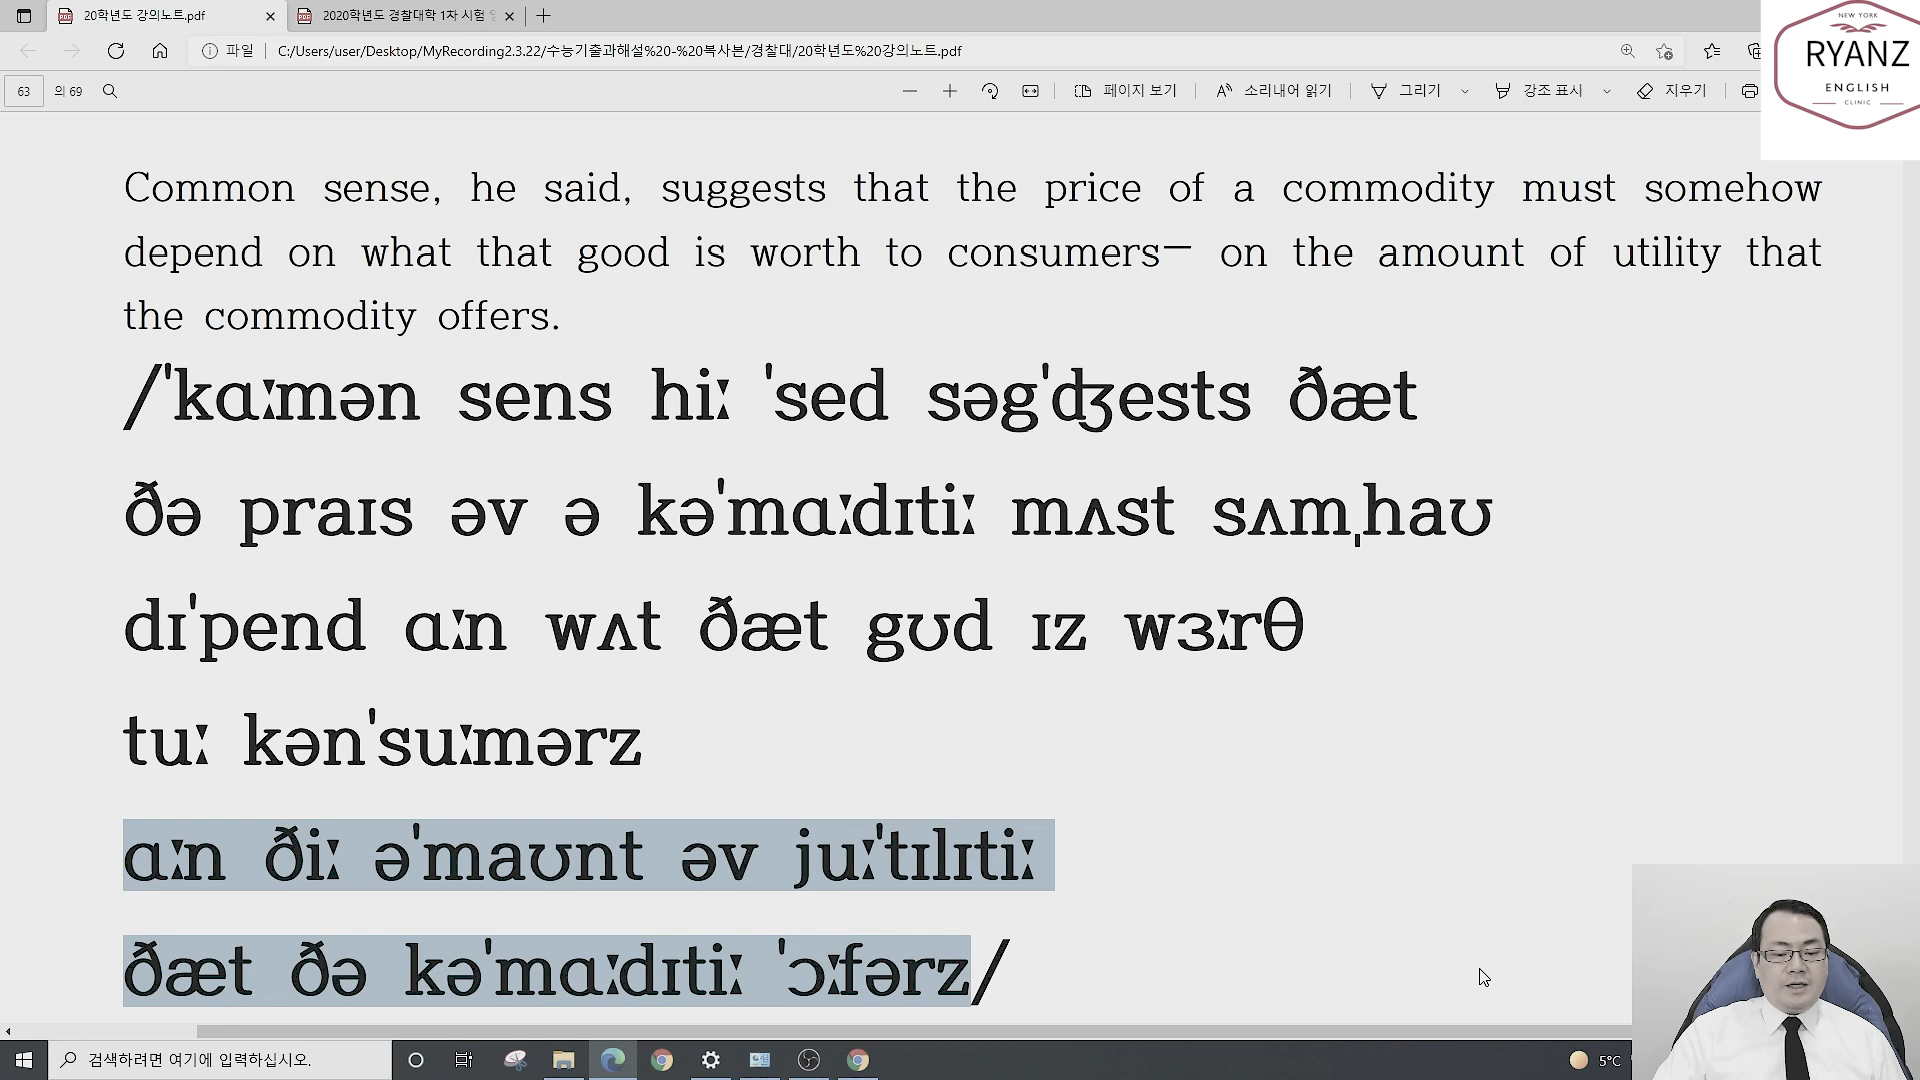 20학년도 강의노트.pdf
2020학년도 경찰대학 1차 시험
파일
C:/Users/user/Desktop/MyRecording2.3.22/수능기출과해설%20-%20복사본/경찰대/20학년도%20강의노트.pdf
63 의 69
페이지 보기
소리내어 읽기
그리기
강조 표시
지우기
NEW YORK
RYANZ
ENGLISH
CLINIC
Common sense, he said, suggests that the price of a commodity must somehow
depend on what that good is worth to consumers— on the amount of utility that
the commodity offers.
/ˈkɑːmən sens hiː ˈsed səgˈʤests ðæt
ðə praɪs əv ə kəˈmɑːdɪtiː mʌst sʌmˌhaʊ
dɪˈpend ɑːn wʌt ðæt gʊd ɪz wɜːrθ
tuː kənˈsuːmərz
ɑːn ðiː əˈmaʊnt əv juːˈtɪlɪtiː
ðæt ðə kəˈmɑːdɪtiː ˈɔːfərz/
검색하려면 여기에 입력하십시오.
5°C